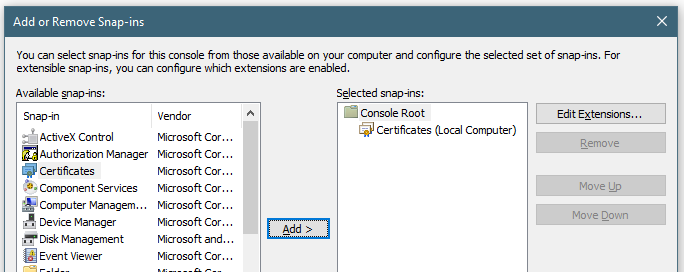 Add or Remove Snap-ins
You can select snap-ins for this console from those available on your computer and configure the selected set of snap-ins. For
extensible snap-ins, you can configure which extensions are enabled.
Available snap-ins:
Selected snap-ins:
Snap-in Vendor
ActiveX Control Microsoft Cor...
Authorization Manager Microsoft Cor...
Certificates Microsoft Cor...
Component Services Microsoft Cor...
Computer Managem... Microsoft Cor...
Device Manager Microsoft Cor...
Disk Management Microsoft and...
Event Viewer Microsoft Cor...
Folder Microsoft Cor...
Add >
Console Root
Certificates (Local Computer)
Edit Extensions...
Remove
Move Up
Move Down